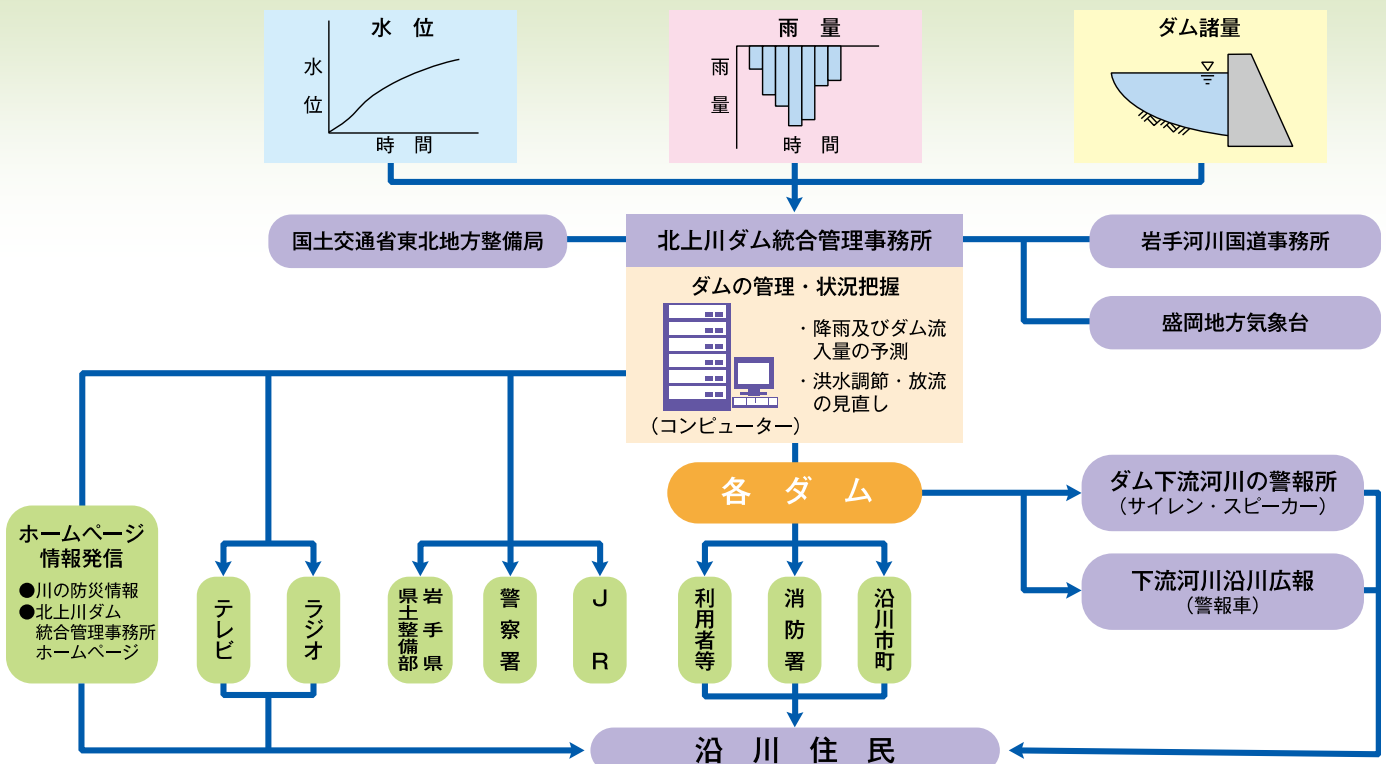 水 位
水
位
時 間
雨 量
雨
量
時 間
ダム諸量
国土交通省東北地方整備局
北上川ダム統合管理事務所
岩手河川国道事務所
盛岡地方気象台
ダムの管理・状況把握
・降雨及びダム流
入量の予測
・洪水調節・放流
の見直し
（コンピューター）
各 ダ ム
ダム下流河川の警報所
（サイレン・スピーカー）
下流河川沿川広報
（警報車）
ホームページ
情報発信
●川の防災情報
●北上川ダム
統合管理事務所
ホームページ
テレビ
ラジオ
岩手県
県土整備部
警察署
JR
利用者等
消防署
沿川市町
沿 川 住 民